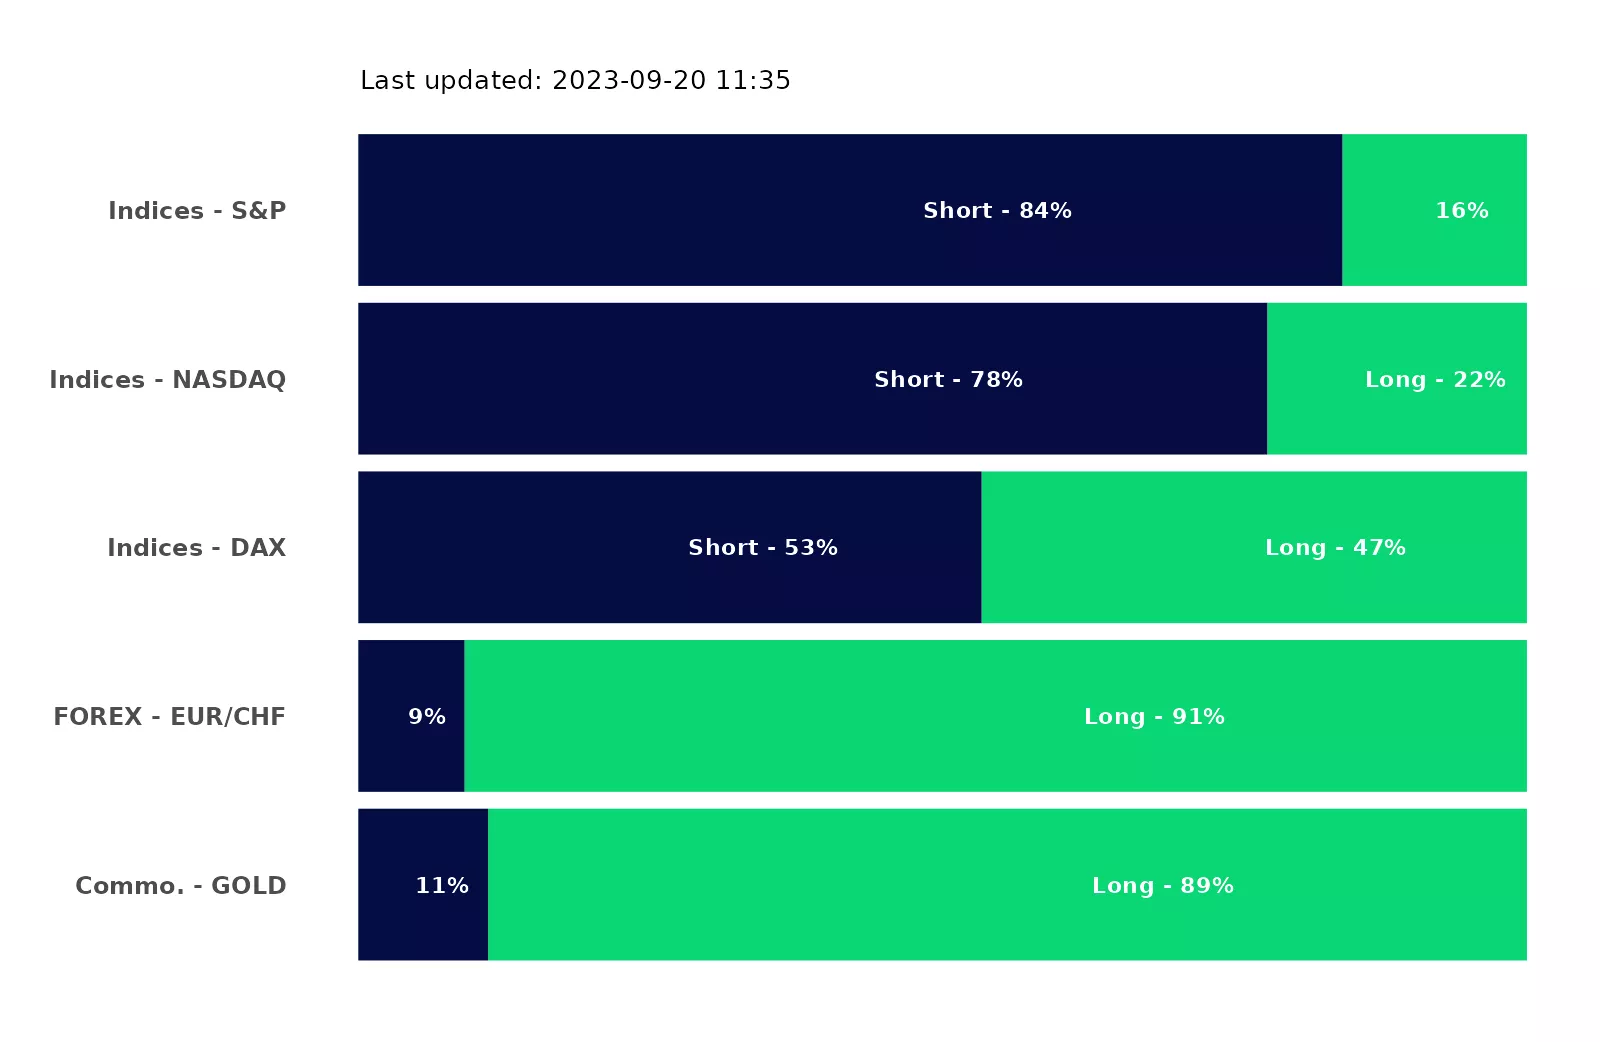 Last updated: 2023-09-20 11:35
Indices - S&P Short - 84% 16%
Indices - NASDAQ Short - 78% Long - 22%
Indices - DAX Short - 53% Long - 47%
FOREX - EUR/CHF 9% Long - 91%
Commo. - GOLD 11% Long - 89%